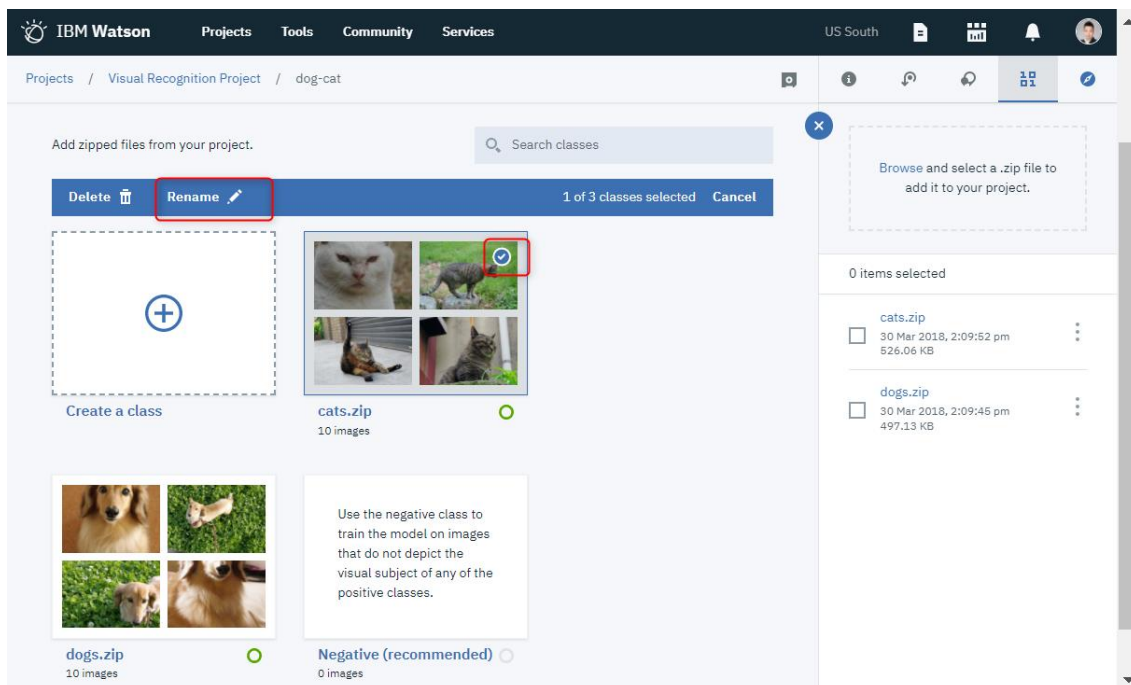 IBM Watson Projects Tools Community Services US South
Projects / Visual Recognition Project / dog-cat
Add zipped files from your project.
Search classes
Delete Rename 1 of 3 classes selected Cancel
Create a class
cats.zip
10 images
dogs.zip
10 images
Use the negative class to
train the model on images
that do not depict the
visual subject of any of the
positive classes.
Negative (recommended)
0 images
Browse and select a .zip file to
add it to your project.
0 items selected
cats.zip
30 Mar 2018, 2:09:52 pm
526.06 KB
dogs.zip
30 Mar 2018, 2:09:45 pm
497.13 KB